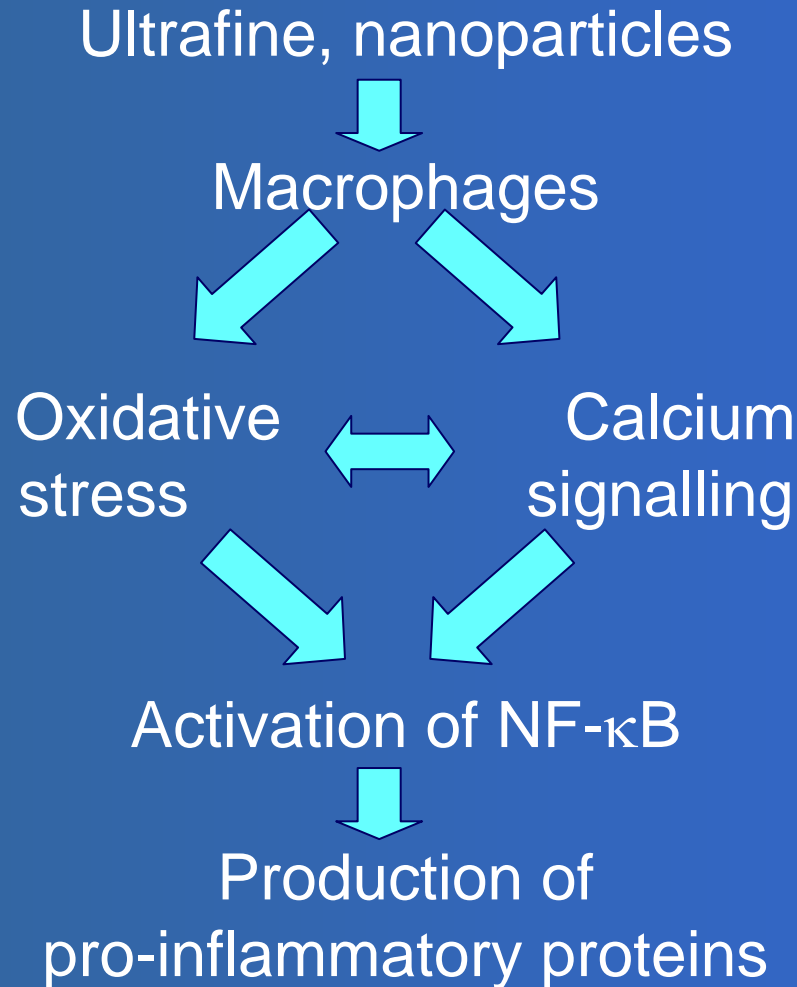 Ultrafine, nanoparticles
Macrophages
Oxidative
stress
Calcium
signalling
Activation of NF-κB
Production of
pro-inflammatory proteins